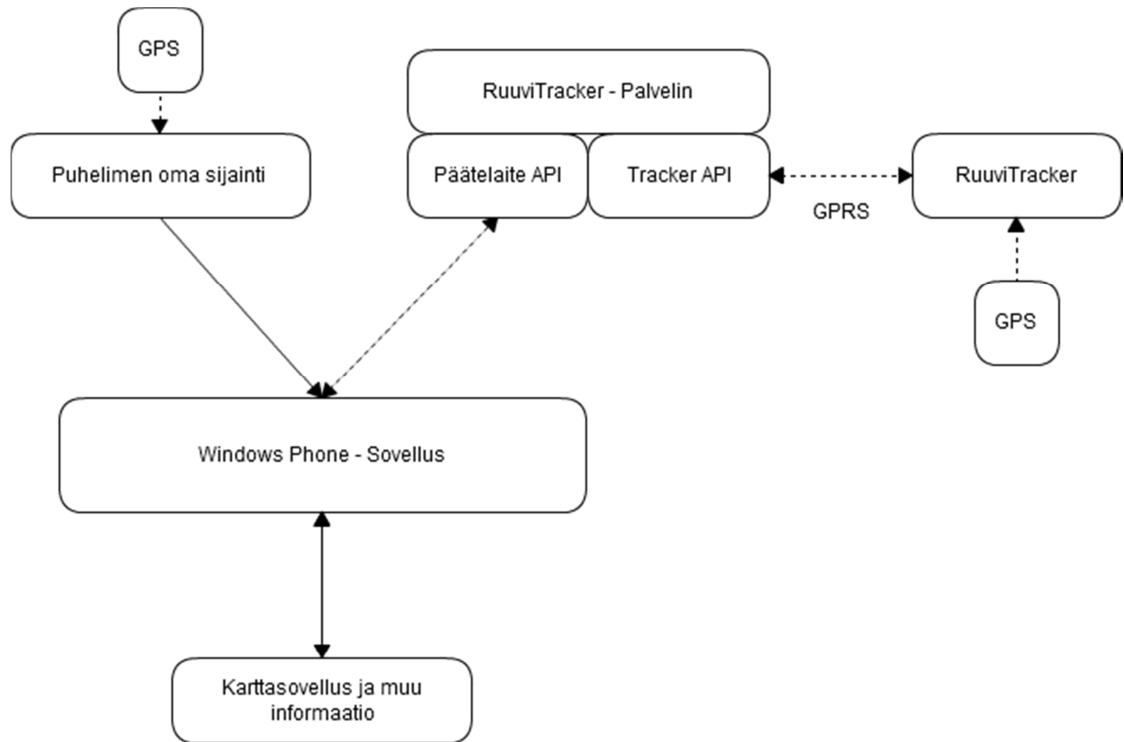 GPS
RuuviTracker - Palvelin
Puhelimen oma sijainti
Päätelaite API
Tracker API
RuuviTracker
GPRS
GPS
Windows Phone - Sovellus
Karttasovellus ja muu
informaatio